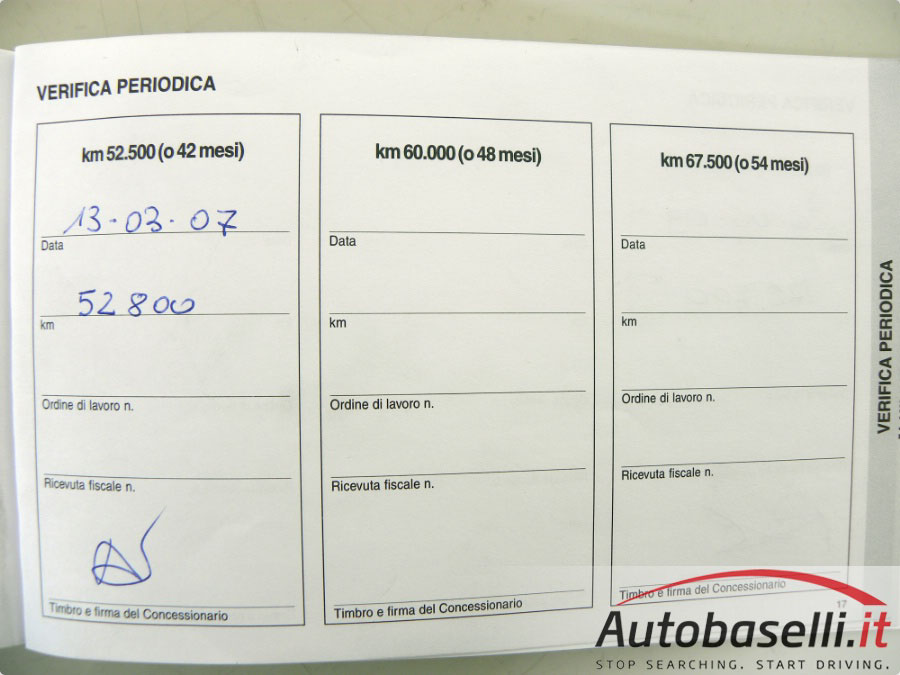 VERIFICA PERIODICA
km 52.500 (o 42 mesi)
13-03-07
Data
52800
km
Ordine di lavoro n.
Ricevuta fiscale n.
Timbro e firma del Concessionario
km 60.000 (o 48 mesi)
Data
km
Ordine di lavoro n.
Ricevuta fiscale n.
Timbro e firma del Concessionario
km 67.500 (o 54 mesi)
Data
km
Ordine di lavoro n.
Ricevuta fiscale n.
Timbro e firma del Concessionario
17
VERIFICA PERIODICA
Autobaselli.it
STOP SEARCHING. START DRIVING.